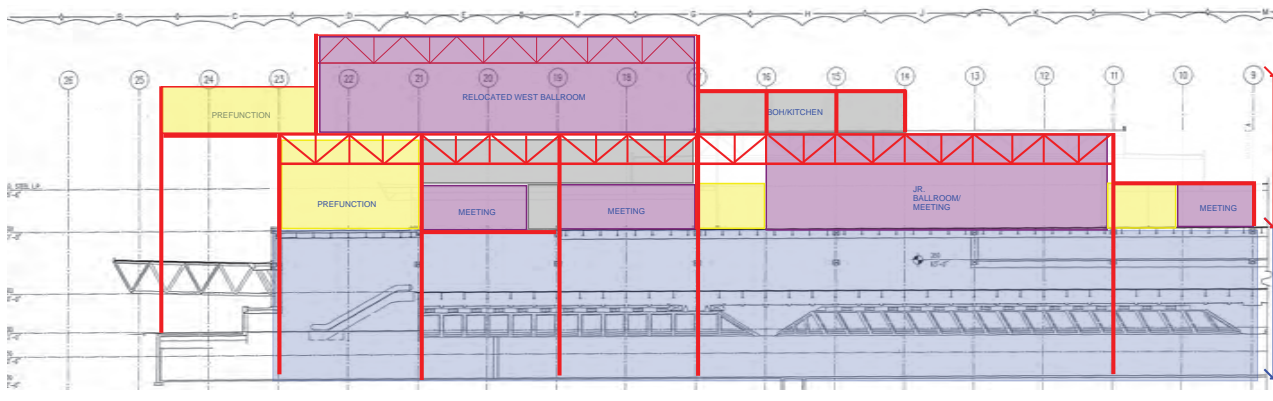 B C D E F G H J K L M
26 25 24 23 22 21 20 19 18 16 15 14 13 12 11 10 9
RELOCATED WEST BALLROOM
PREFUNCTION
BOH/KITCHEN
PREFUNCTION
MEETING
MEETING
JR.
BALLROOM/
MEETING
MEETING